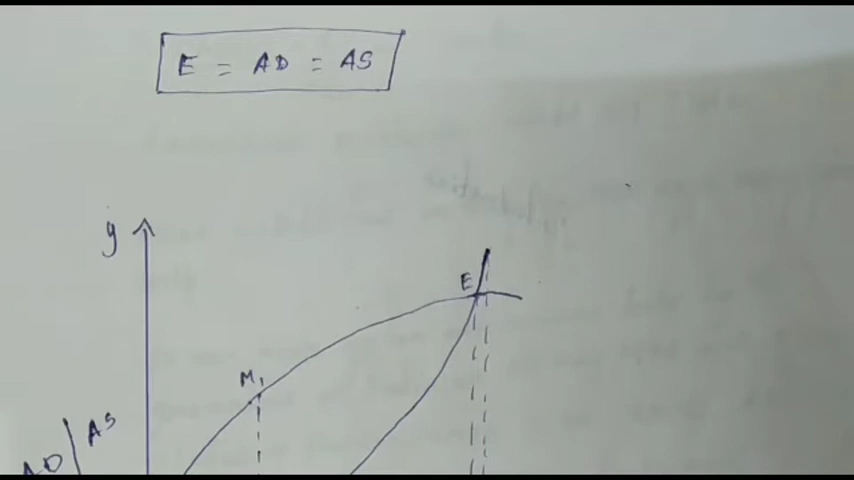 E = AD = AS
y
E
M1
AD / AS